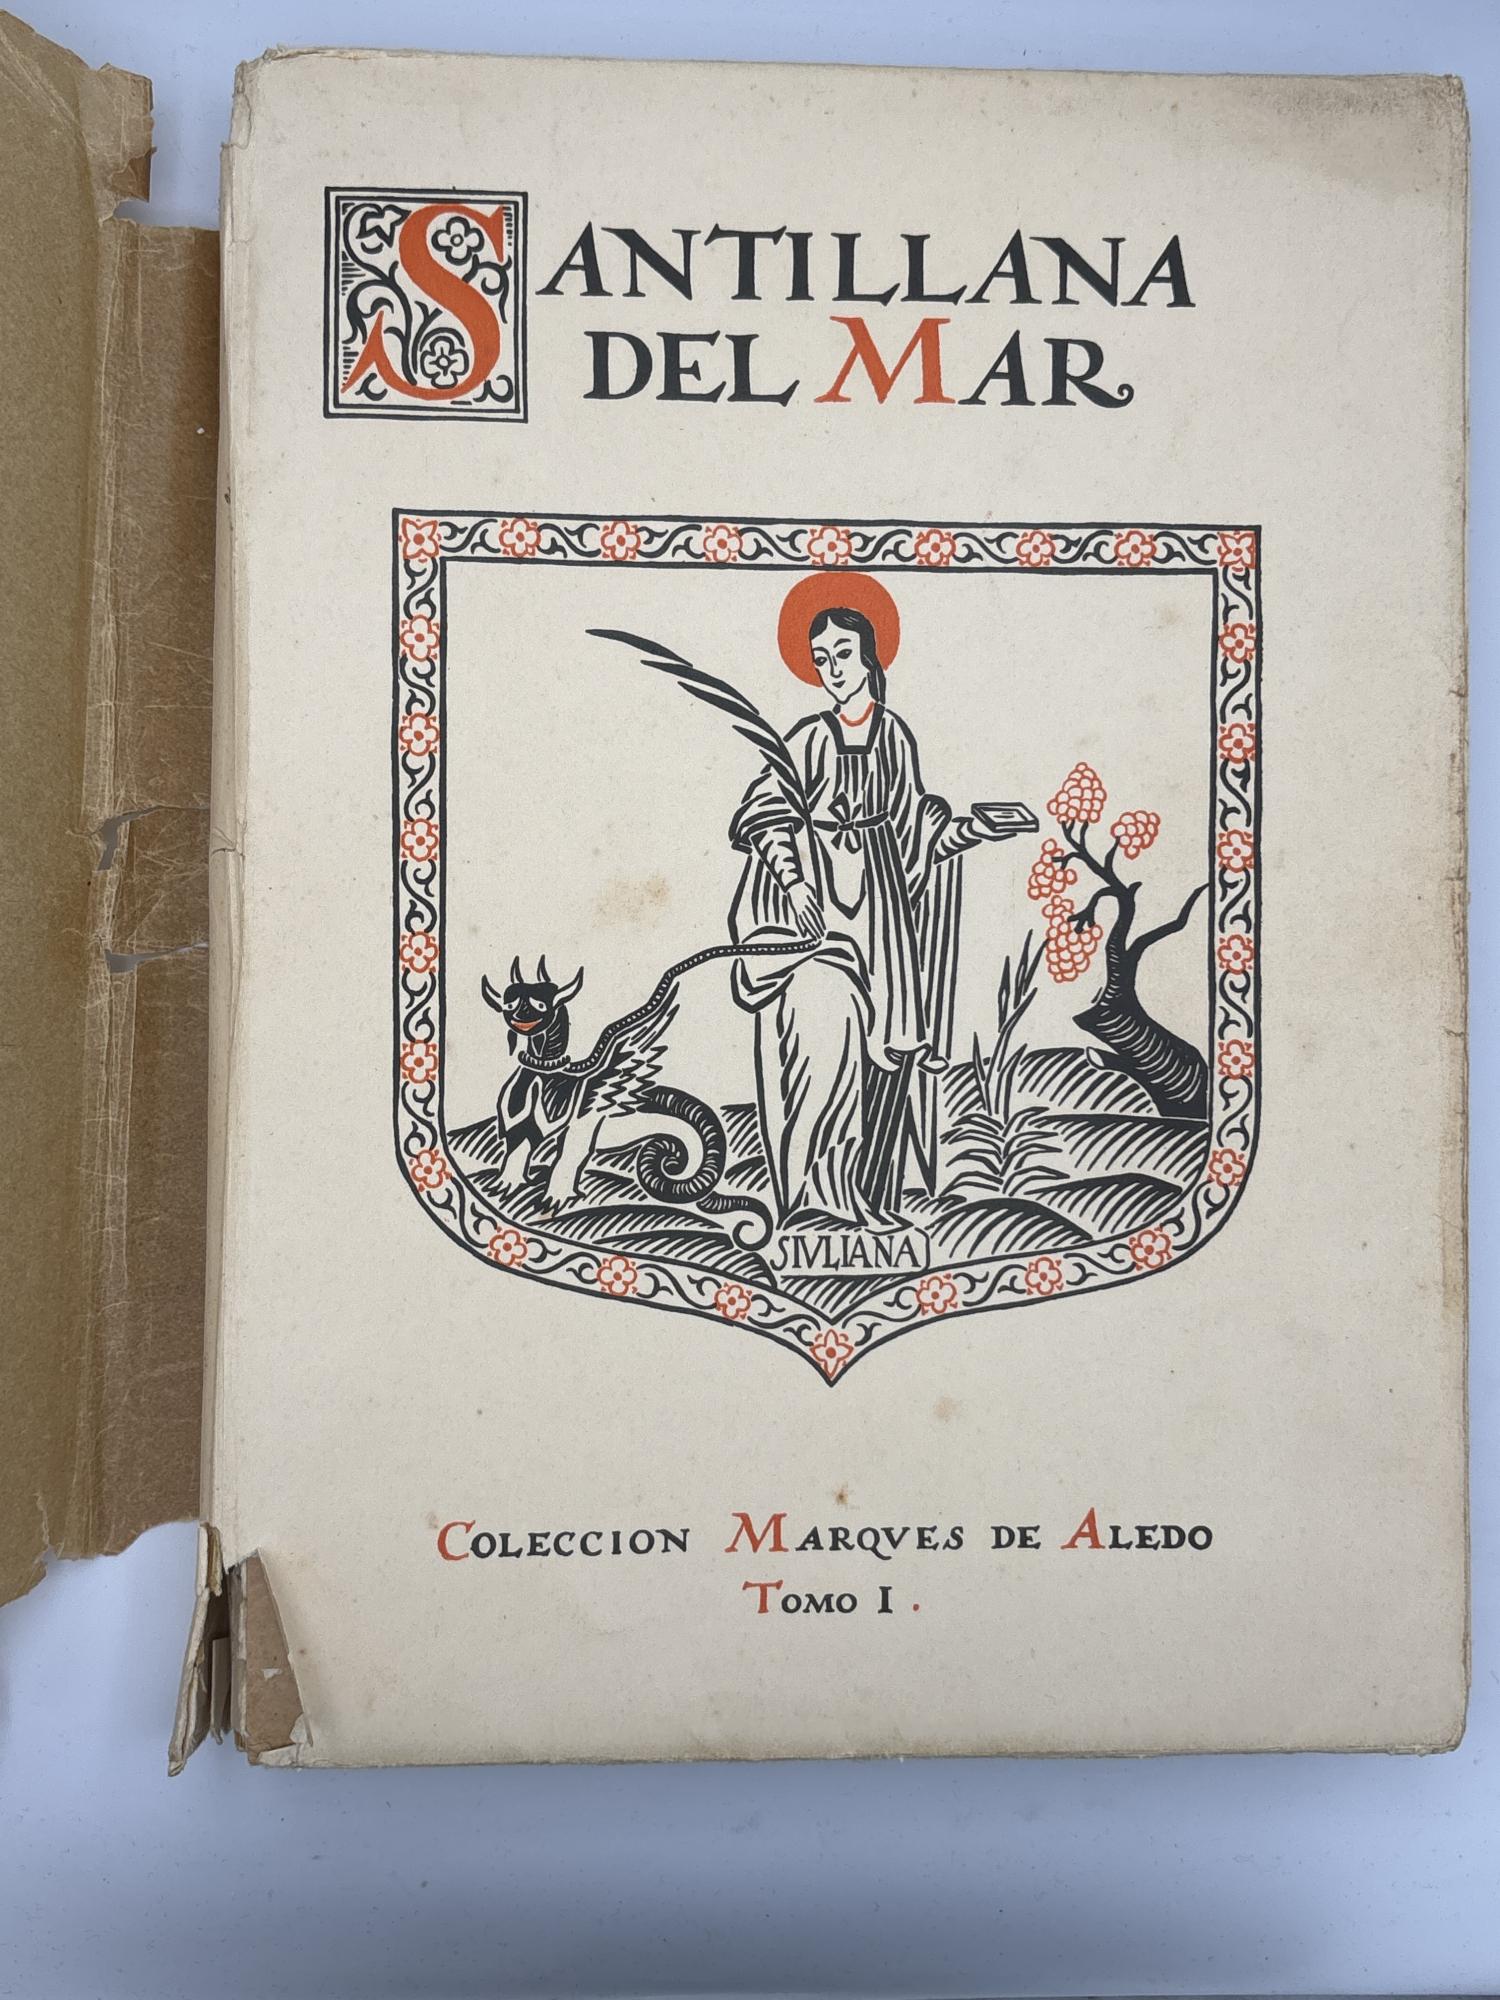 SANTILLANA
DEL MAR
SIVLIANA
COLECCION MARQVES DE ALEDO
TOMO I.